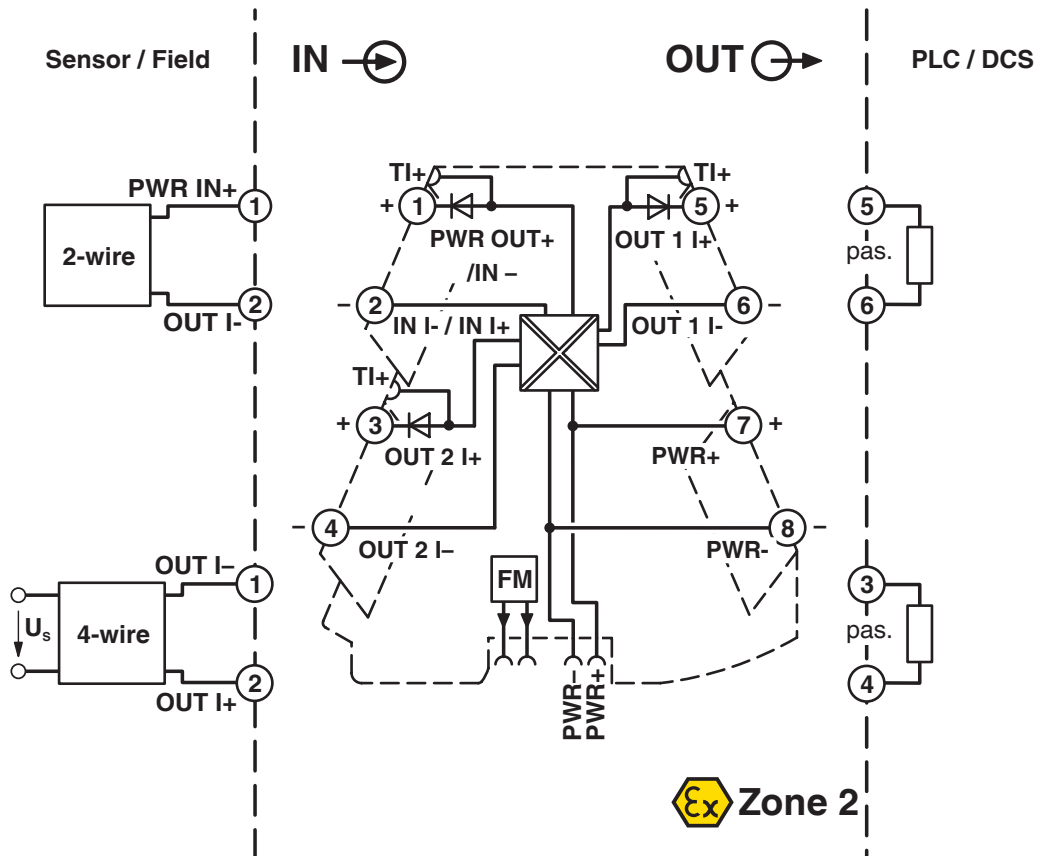 Sensor / Field
IN
OUT
PLC / DCS
PWR IN+
1
2-wire
2
OUT I-
TI+
+
1
PWR OUT+
/IN –
–
2
IN I- / IN I+
TI+
+
3
OUT 2 I+
–
4
OUT 2 I–
TI+
5
+
OUT 1 I+
6
–
OUT 1 I-
7
+
PWR+
8
–
PWR-
FM
PWR-
PWR+
5
pas.
6
OUT I–
1
Us
4-wire
2
OUT I+
3
pas.
4
Ex
Zone 2